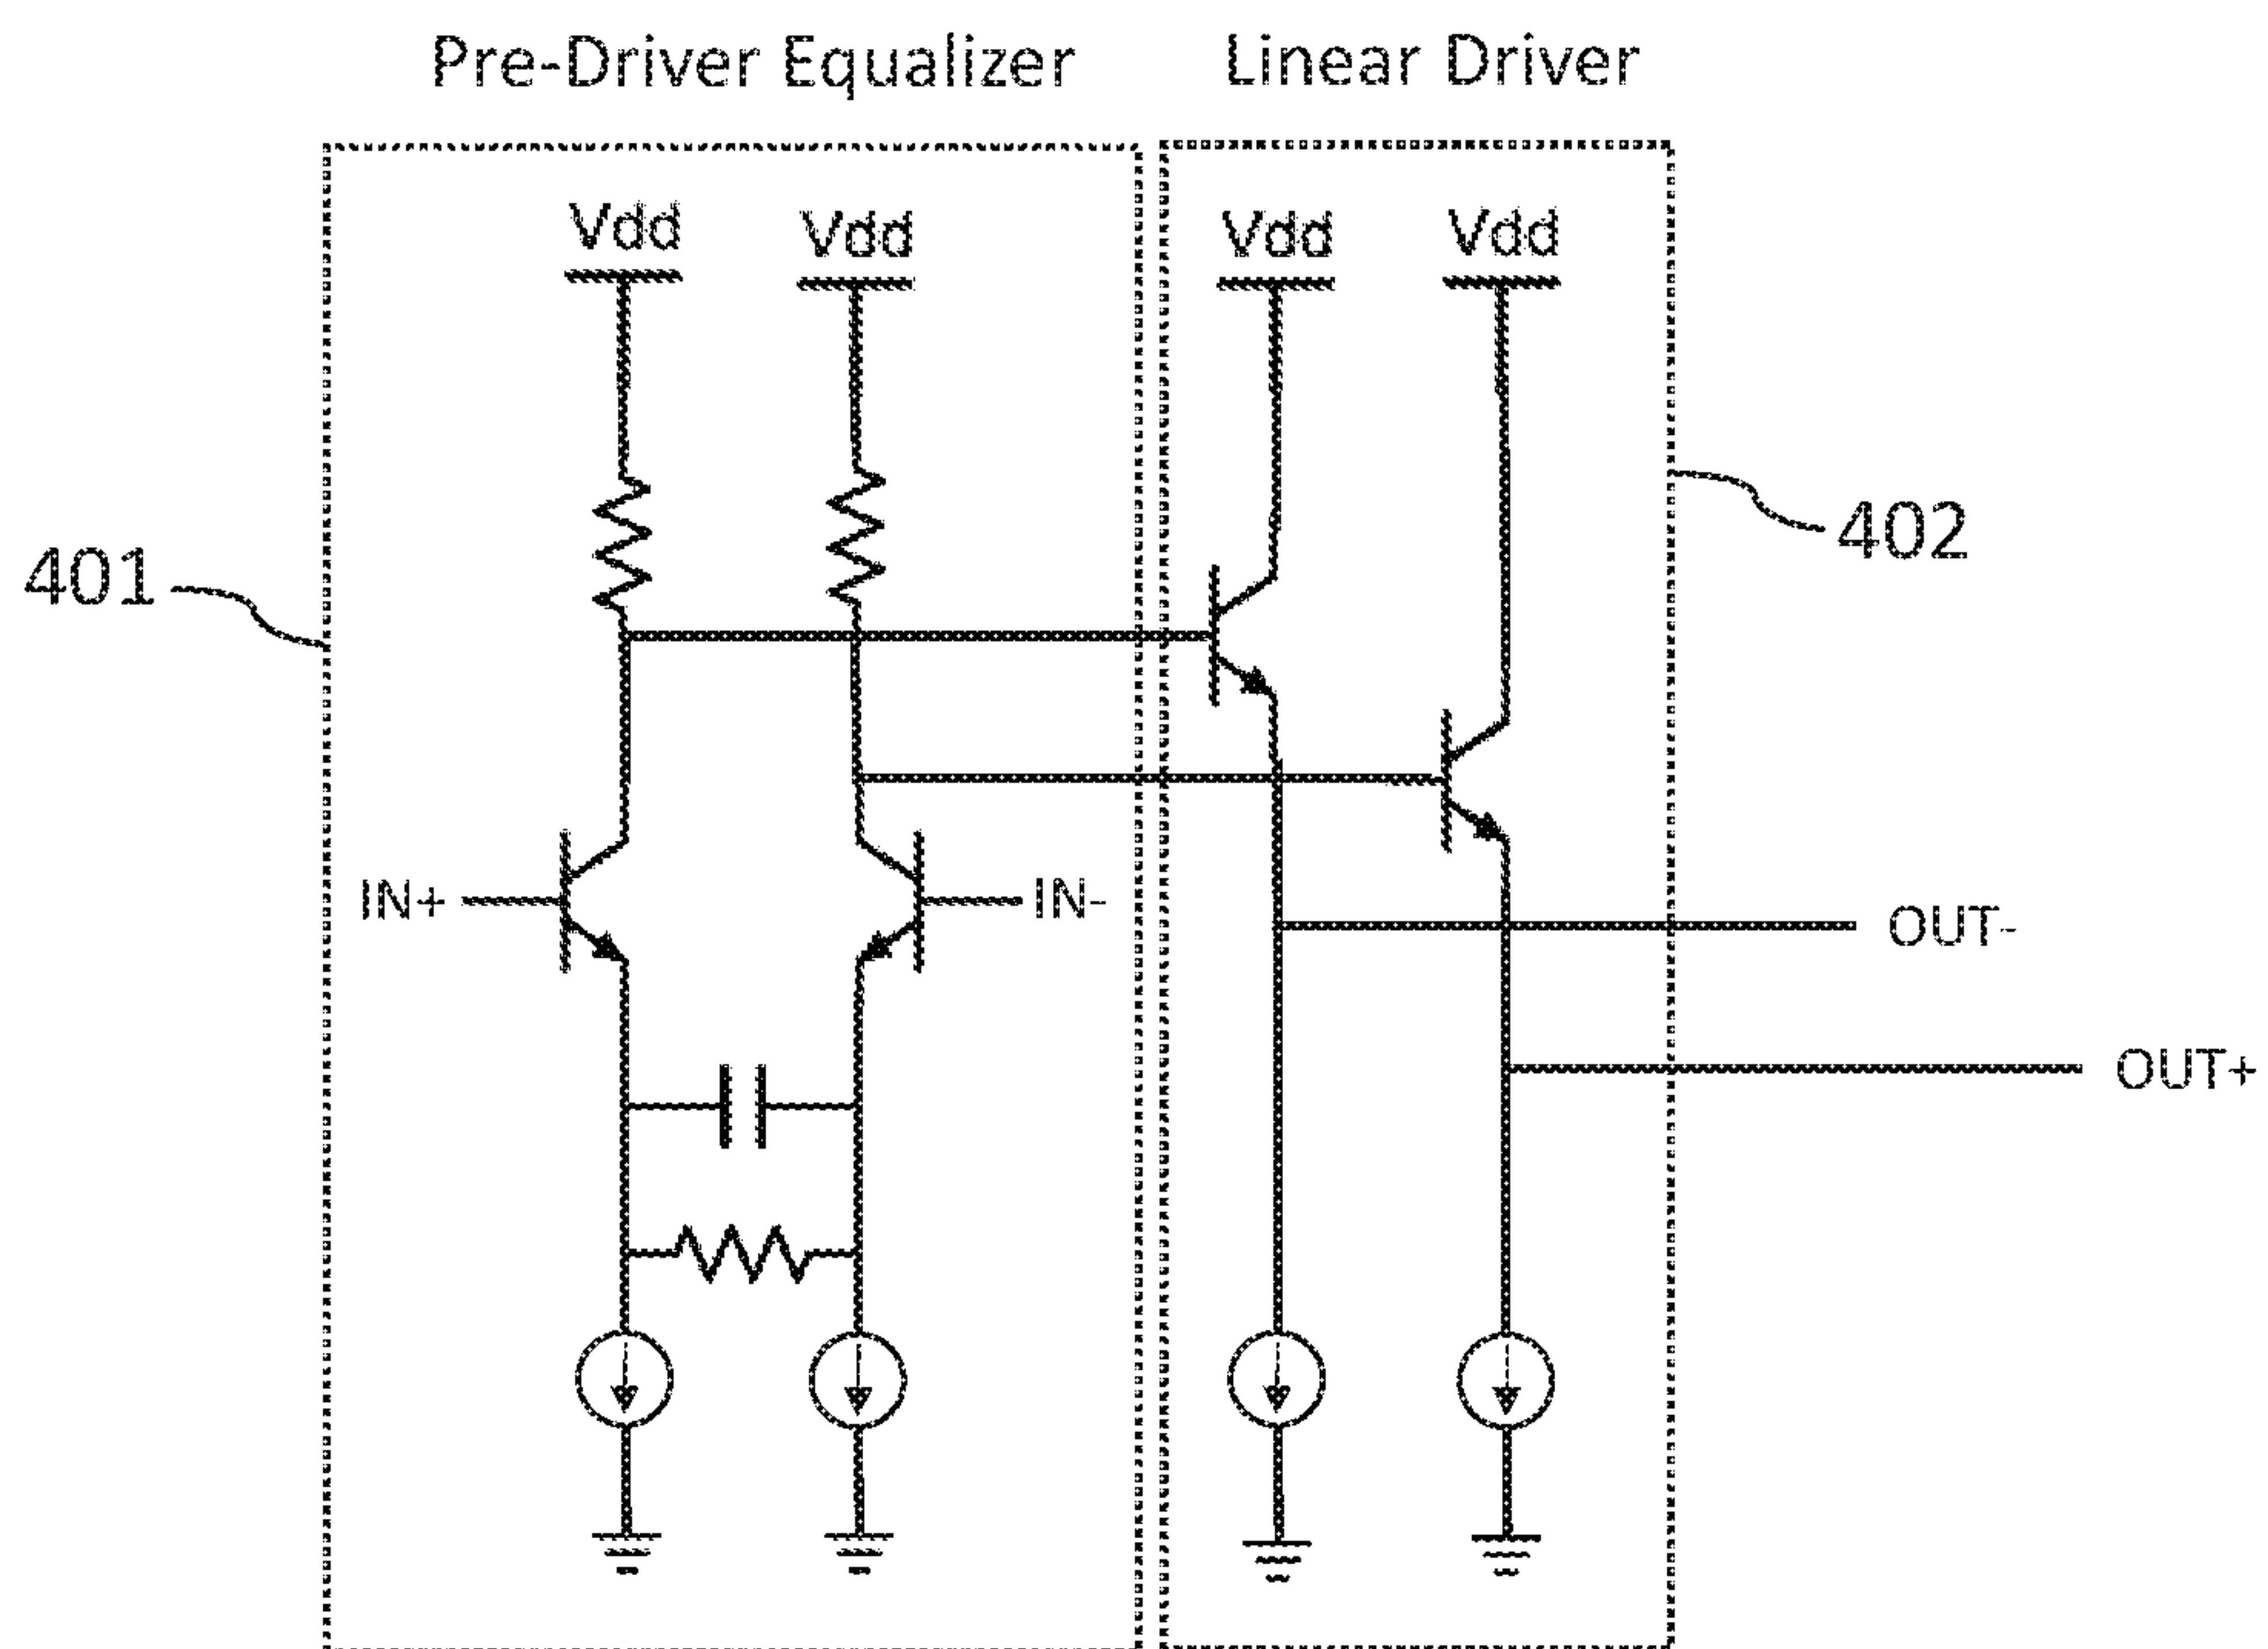 Pre-Driver Equalizer
Linear Driver
Vdd
Vdd
Vdd
Vdd
401
402
IN+
IN-
OUT-
OUT+